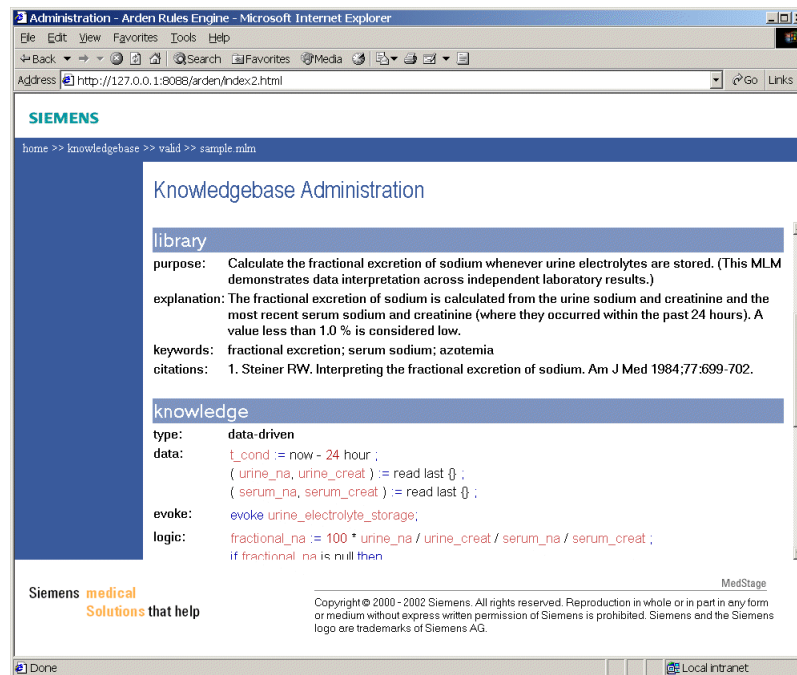 Administration - Arden Rules Engine - Microsoft Internet Explorer
File Edit View Favorites Tools Help
Back Search Favorites Media
Address http://127.0.0.1:8088/arden/index2.html Go Links
SIEMENS
home >> knowledgebase >> valid >> sample.mlm
Knowledgebase Administration
library
purpose: Calculate the fractional excretion of sodium whenever urine electrolytes are stored. (This MLM
demonstrates data interpretation across independent laboratory results.)
explanation: The fractional excretion of sodium is calculated from the urine sodium and creatinine and the
most recent serum sodium and creatinine (where they occurred within the past 24 hours). A
value less than 1.0 % is considered low.
keywords: fractional excretion; serum sodium; azotemia
citations: 1. Steiner RW. Interpreting the fractional excretion of sodium. Am J Med 1984;77:699-702.
knowledge
type: data-driven
data: t_cond := now - 24 hour ;
( urine_na, urine_creat ) := read last {} ;
( serum_na, serum_creat ) := read last {} ;
evoke: evoke urine_electrolyte_storage;
logic: fractional_na := 100 * urine_na / urine_creat / serum_na / serum_creat ;
if fractional_na is null then
MedStage
Siemens medical
Solutions that help
Copyright © 2000 - 2002 Siemens. All rights reserved. Reproduction in whole or in part in any form
or medium without express written permission of Siemens is prohibited. Siemens and the Siemens
logo are trademarks of Siemens AG.
Done Local intranet